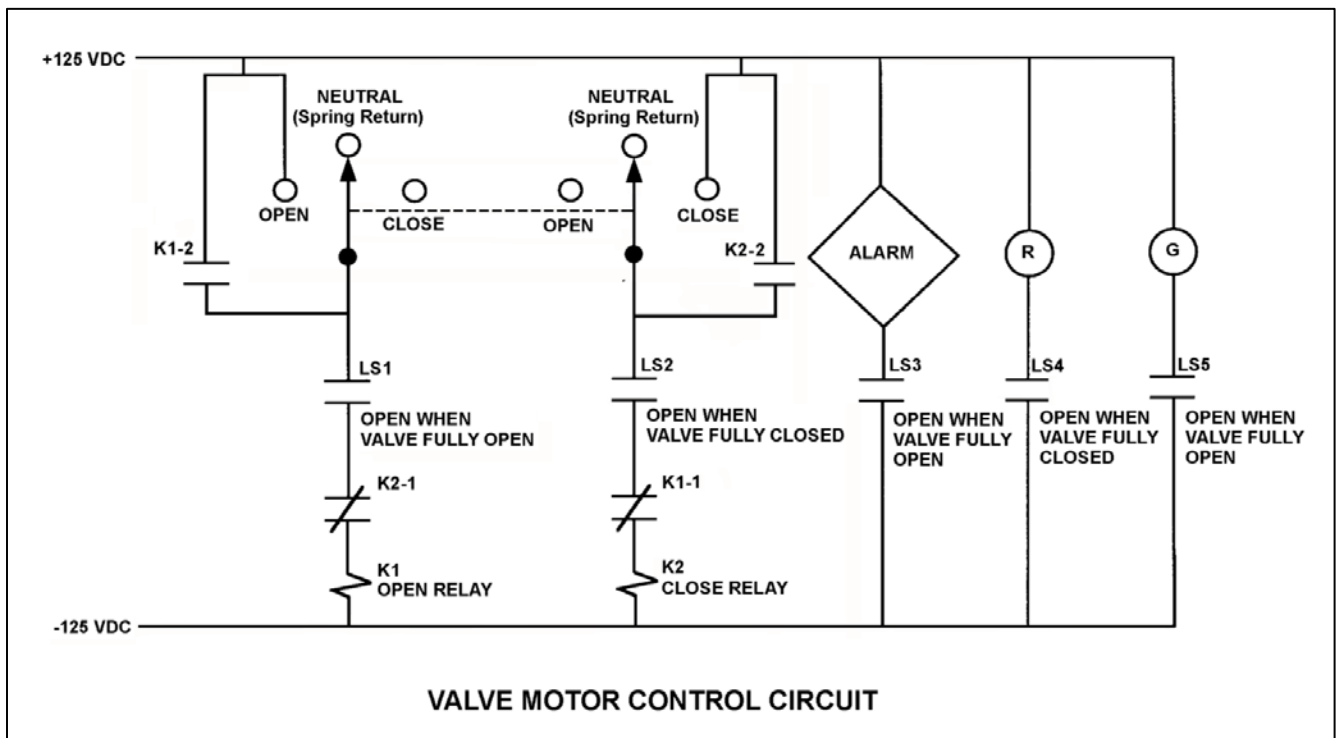 +125 VDC
NEUTRAL
(Spring Return)
NEUTRAL
(Spring Return)
OPEN
CLOSE
OPEN
CLOSE
K1-2
K2-2
ALARM
R
G
LS1
OPEN WHEN
VALVE FULLY OPEN
LS2
OPEN WHEN
VALVE FULLY CLOSED
LS3
OPEN WHEN
VALVE FULLY
OPEN
LS4
OPEN WHEN
VALVE FULLY
CLOSED
LS5
OPEN WHEN
VALVE FULLY
OPEN
K2-1
K1-1
K1
OPEN RELAY
K2
CLOSE RELAY
-125 VDC
VALVE MOTOR CONTROL CIRCUIT